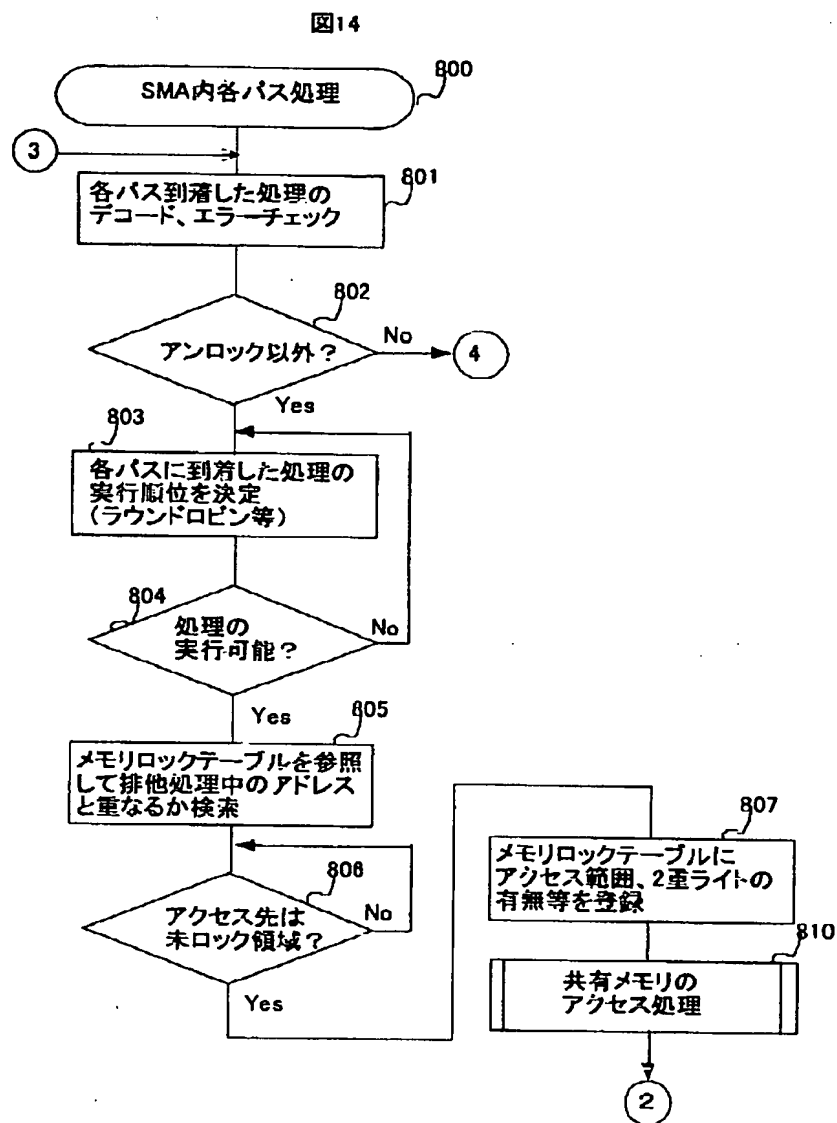 図14
SMA内各パス処理
800
3
各パス到着した処理の
デコード、エラーチェック
801
802
アンロック以外？
No
4
Yes
803
各パスに到着した処理の
実行順位を決定
(ラウンドロビン等)
804
処理の
実行可能？
No
Yes
805
メモリロックテーブルを参照
して排他処理中のアドレス
と重なるか検索
806
アクセス先は
未ロック領域？
No
Yes
807
メモリロックテーブルに
アクセス範囲、2重ライトの
有無等を登録
810
共有メモリの
アクセス処理
2